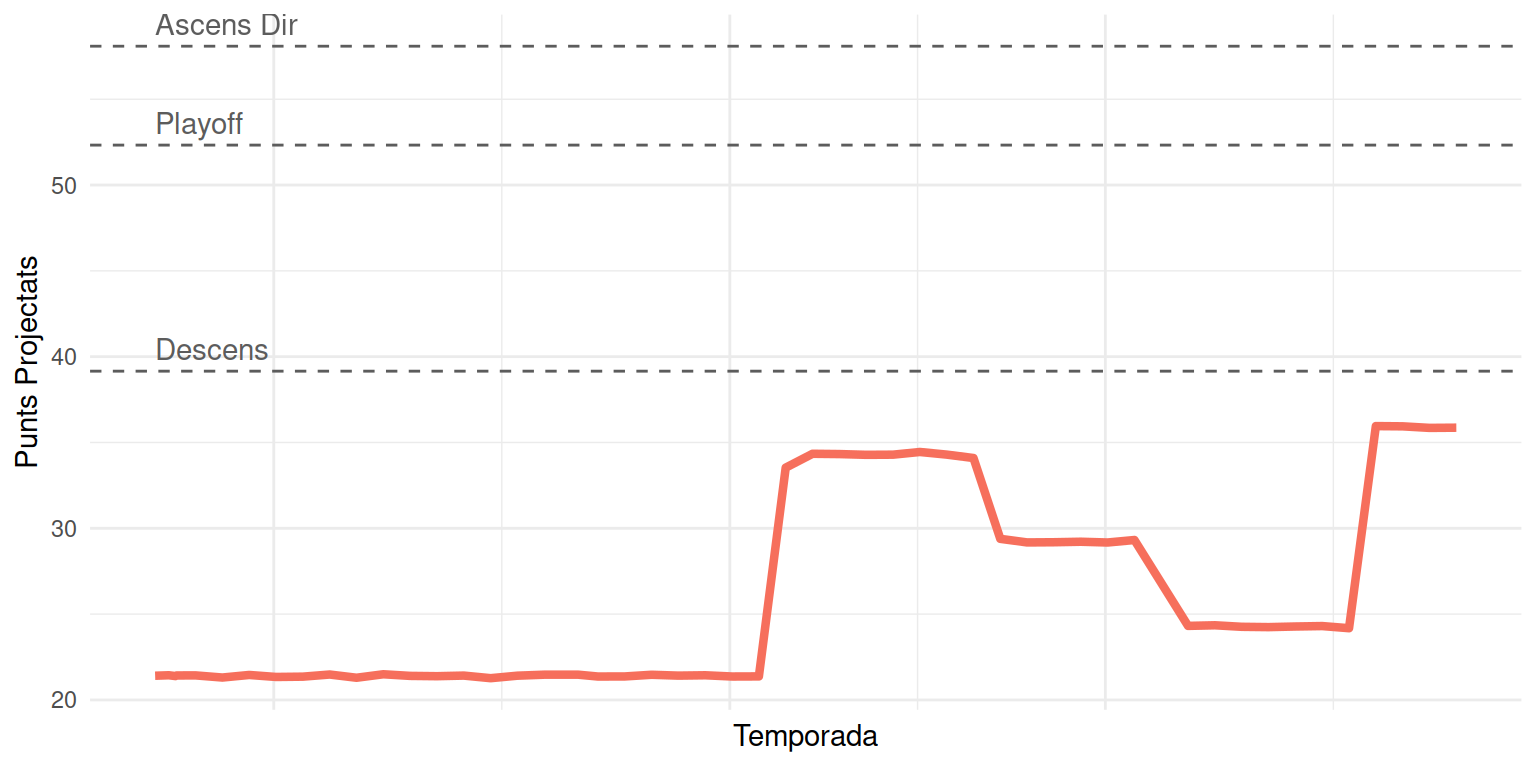 Ascens Dir
Playoff
50
Descens
40
30
20
Punts Projectats
Temporada